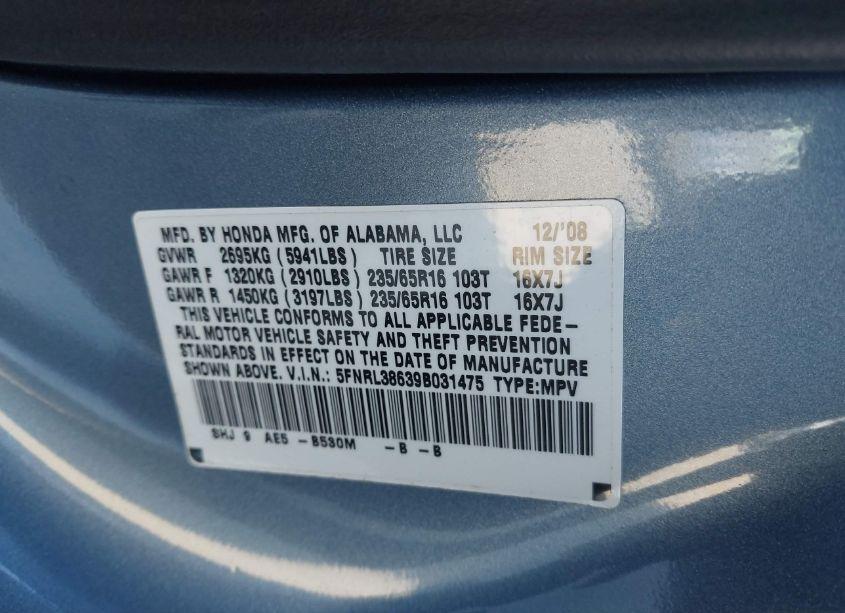 MFD. BY HONDA MFG. OF ALABAMA, LLC 12/'08
GVWR 2695KG (5941LBS) TIRE SIZE RIM SIZE
GAWR F 1320KG (2910LBS) 235/65R16 103T 16X7J
GAWR R 1450KG (3197LBS) 235/65R16 103T 16X7J
THIS VEHICLE CONFORMS TO ALL APPLICABLE FEDE-
RAL MOTOR VEHICLE SAFETY AND THEFT PREVENTION
STANDARDS IN EFFECT ON THE DATE OF MANUFACTURE
SHOWN ABOVE. V.I.N.: 5FNRL38639B031475 TYPE:MPV
SHJ 9 AE5 -B530M -B -B